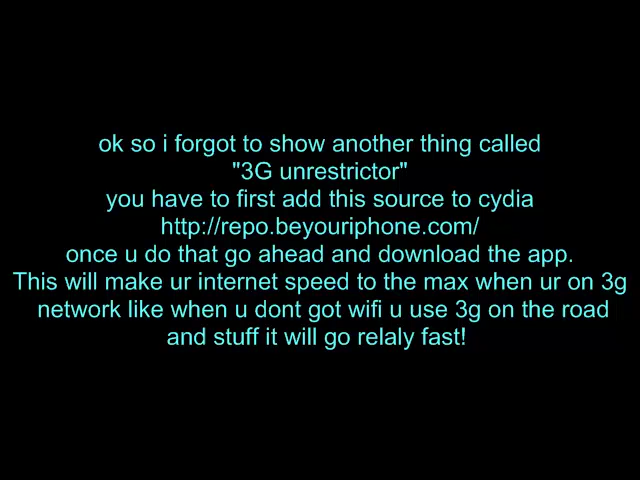 ok so i forgot to show another thing called
"3G unrestrictor"
you have to first add this source to cydia
http://repo.beyouriphone.com/
once u do that go ahead and download the app.
This will make ur internet speed to the max when ur on 3g
network like when u dont got wifi u use 3g on the road
and stuff it will go relaly fast!